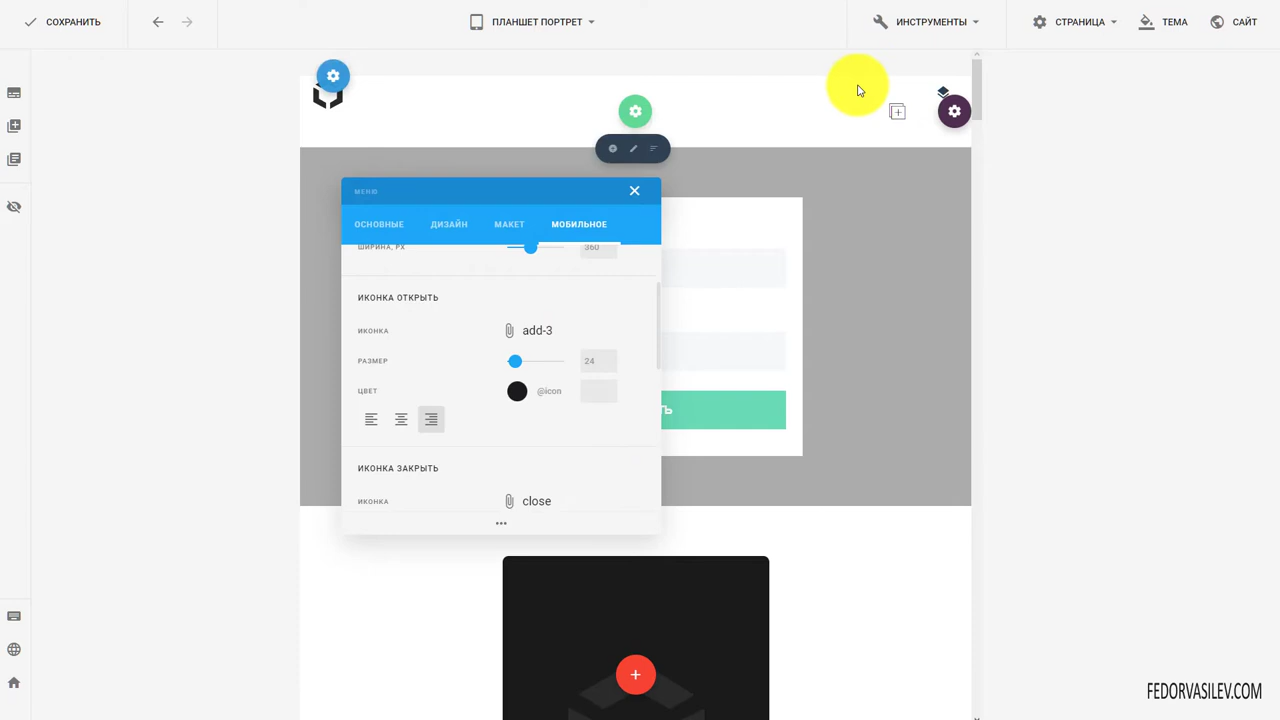 СОХРАНИТЬ
ПЛАНШЕТ ПОРТРЕТ
ИНСТРУМЕНТЫ
СТРАНИЦА
ТЕМА
САЙТ
МЕНЮ
ОСНОВНЫЕ
ДИЗАЙН
МАКЕТ
МОБИЛЬНОЕ
ШИРИНА, PX
360
ИКОНКА ОТКРЫТЬ
ИКОНКА
add-3
РАЗМЕР
24
ЦВЕТ
@icon
ИКОНКА ЗАКРЫТЬ
ИКОНКА
close
Ь
FEDORVASILEV.COM